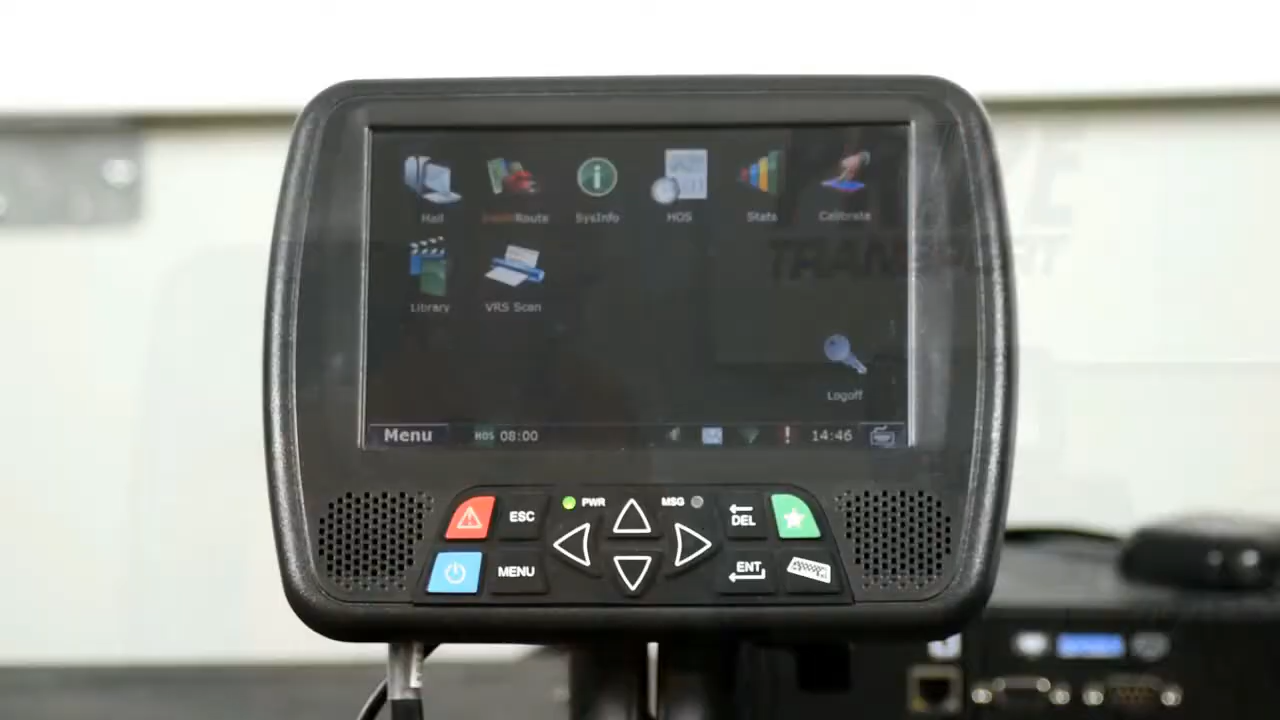 Mail Route SysInfo HOS Stats Calibrate
Library VRS Scan
TRANSPORT
Logoff
Menu HOS 08:00 14:46
PWR MSG
ESC DEL
MENU ENT